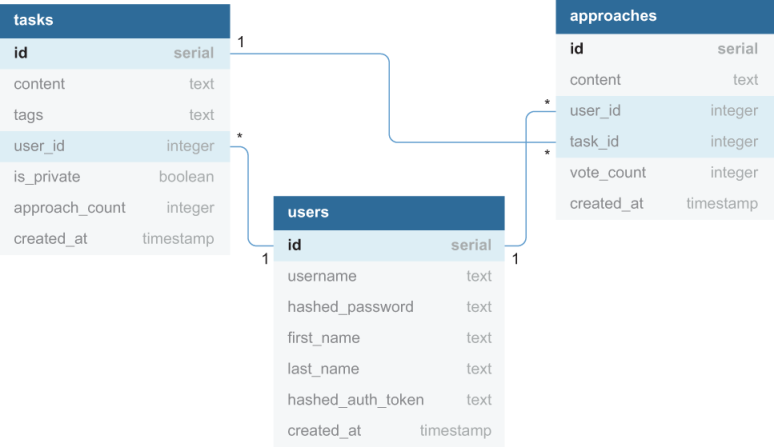 tasks
id serial
content text
tags text
user_id integer
is_private boolean
approach_count integer
created_at timestamp
1
*
approaches
id serial
content text
user_id integer
task_id integer
vote_count integer
created_at timestamp
*
*
users
id serial
username text
hashed_password text
first_name text
last_name text
hashed_auth_token text
created_at timestamp
1
1